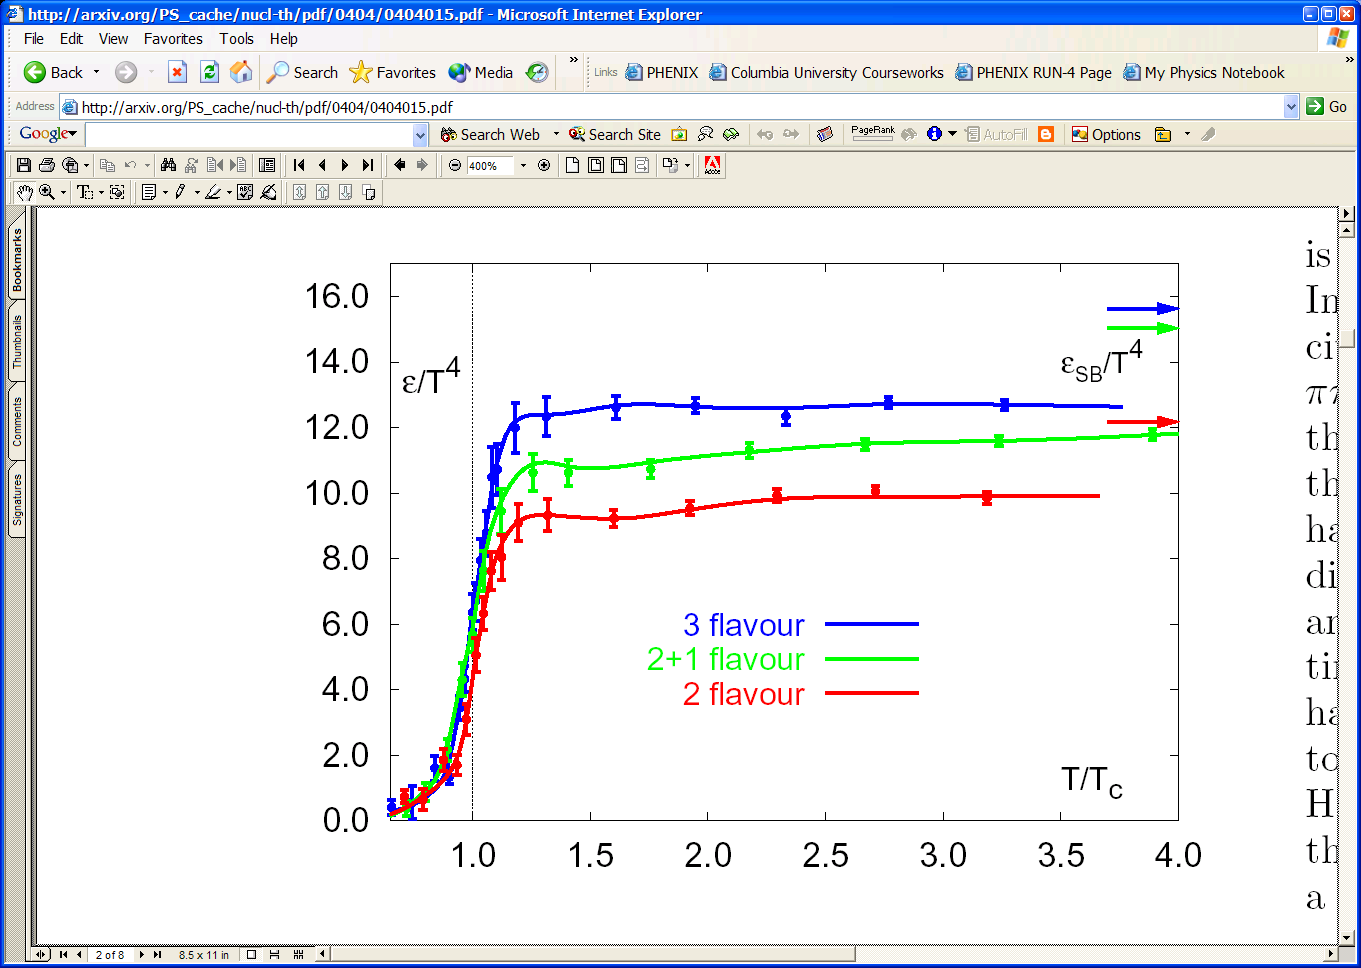 http://arxiv.org/PS_cache/nucl-th/pdf/0404/0404015.pdf - Microsoft Internet Explorer
File Edit View Favorites Tools Help
Back Search Favorites Media » Links PHENIX Columbia University Courseworks PHENIX RUN-4 Page My Physics Notebook »
Address http://arxiv.org/PS_cache/nucl-th/pdf/0404/0404015.pdf Go
Google Search Web Search Site PageRank AutoFill Options
400% Adobe
Bookmarks
Thumbnails
Comments
Signatures
16.0
14.0
12.0
10.0
8.0
6.0
4.0
2.0
0.0
ε/T4
εSB/T4
3 flavour
2+1 flavour
2 flavour
T/Tc
1.0 1.5 2.0 2.5 3.0 3.5 4.0
is
In
ci
th
th
ha
di
ar
ti
ha
to
H
th
a
2 of 8 8.5 x 11 in